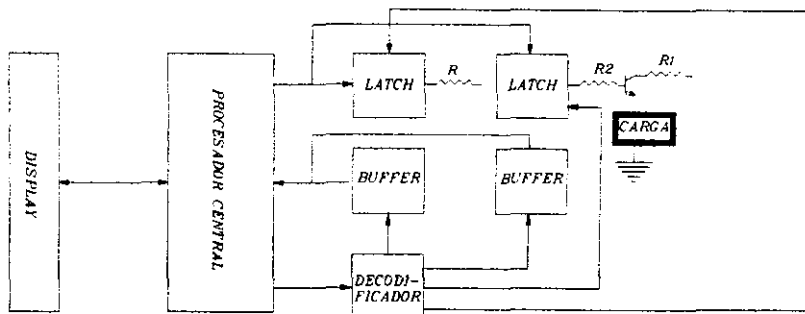 DISPLAY
PROCESADOR CENTRAL
LATCH
R
LATCH
R2
R1
CARGA
BUFFER
BUFFER
DECODI-
FICADOR